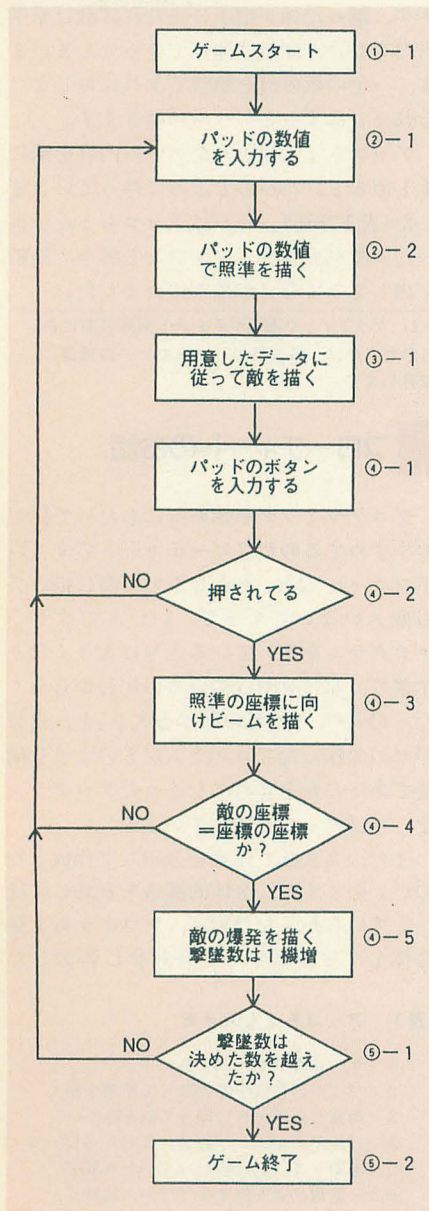 ゲームスタート ①-1
パッドの数値 ②-1
を入力する
パッドの数値 ②-2
で照準を描く
用意したデータに ③-1
従って敵を描く
パッドのボタン ④-1
を入力する
NO 押されてる ④-2
YES
照準の座標に向 ④-3
けビームを描く
NO 敵の座標 ④-4
=座標の座標
か?
YES
敵の爆発を描く ④-5
撃墜数は1機増
NO 撃墜数は ⑤-1
決めた数を越え
たか?
YES
ゲーム終了 ⑤-2